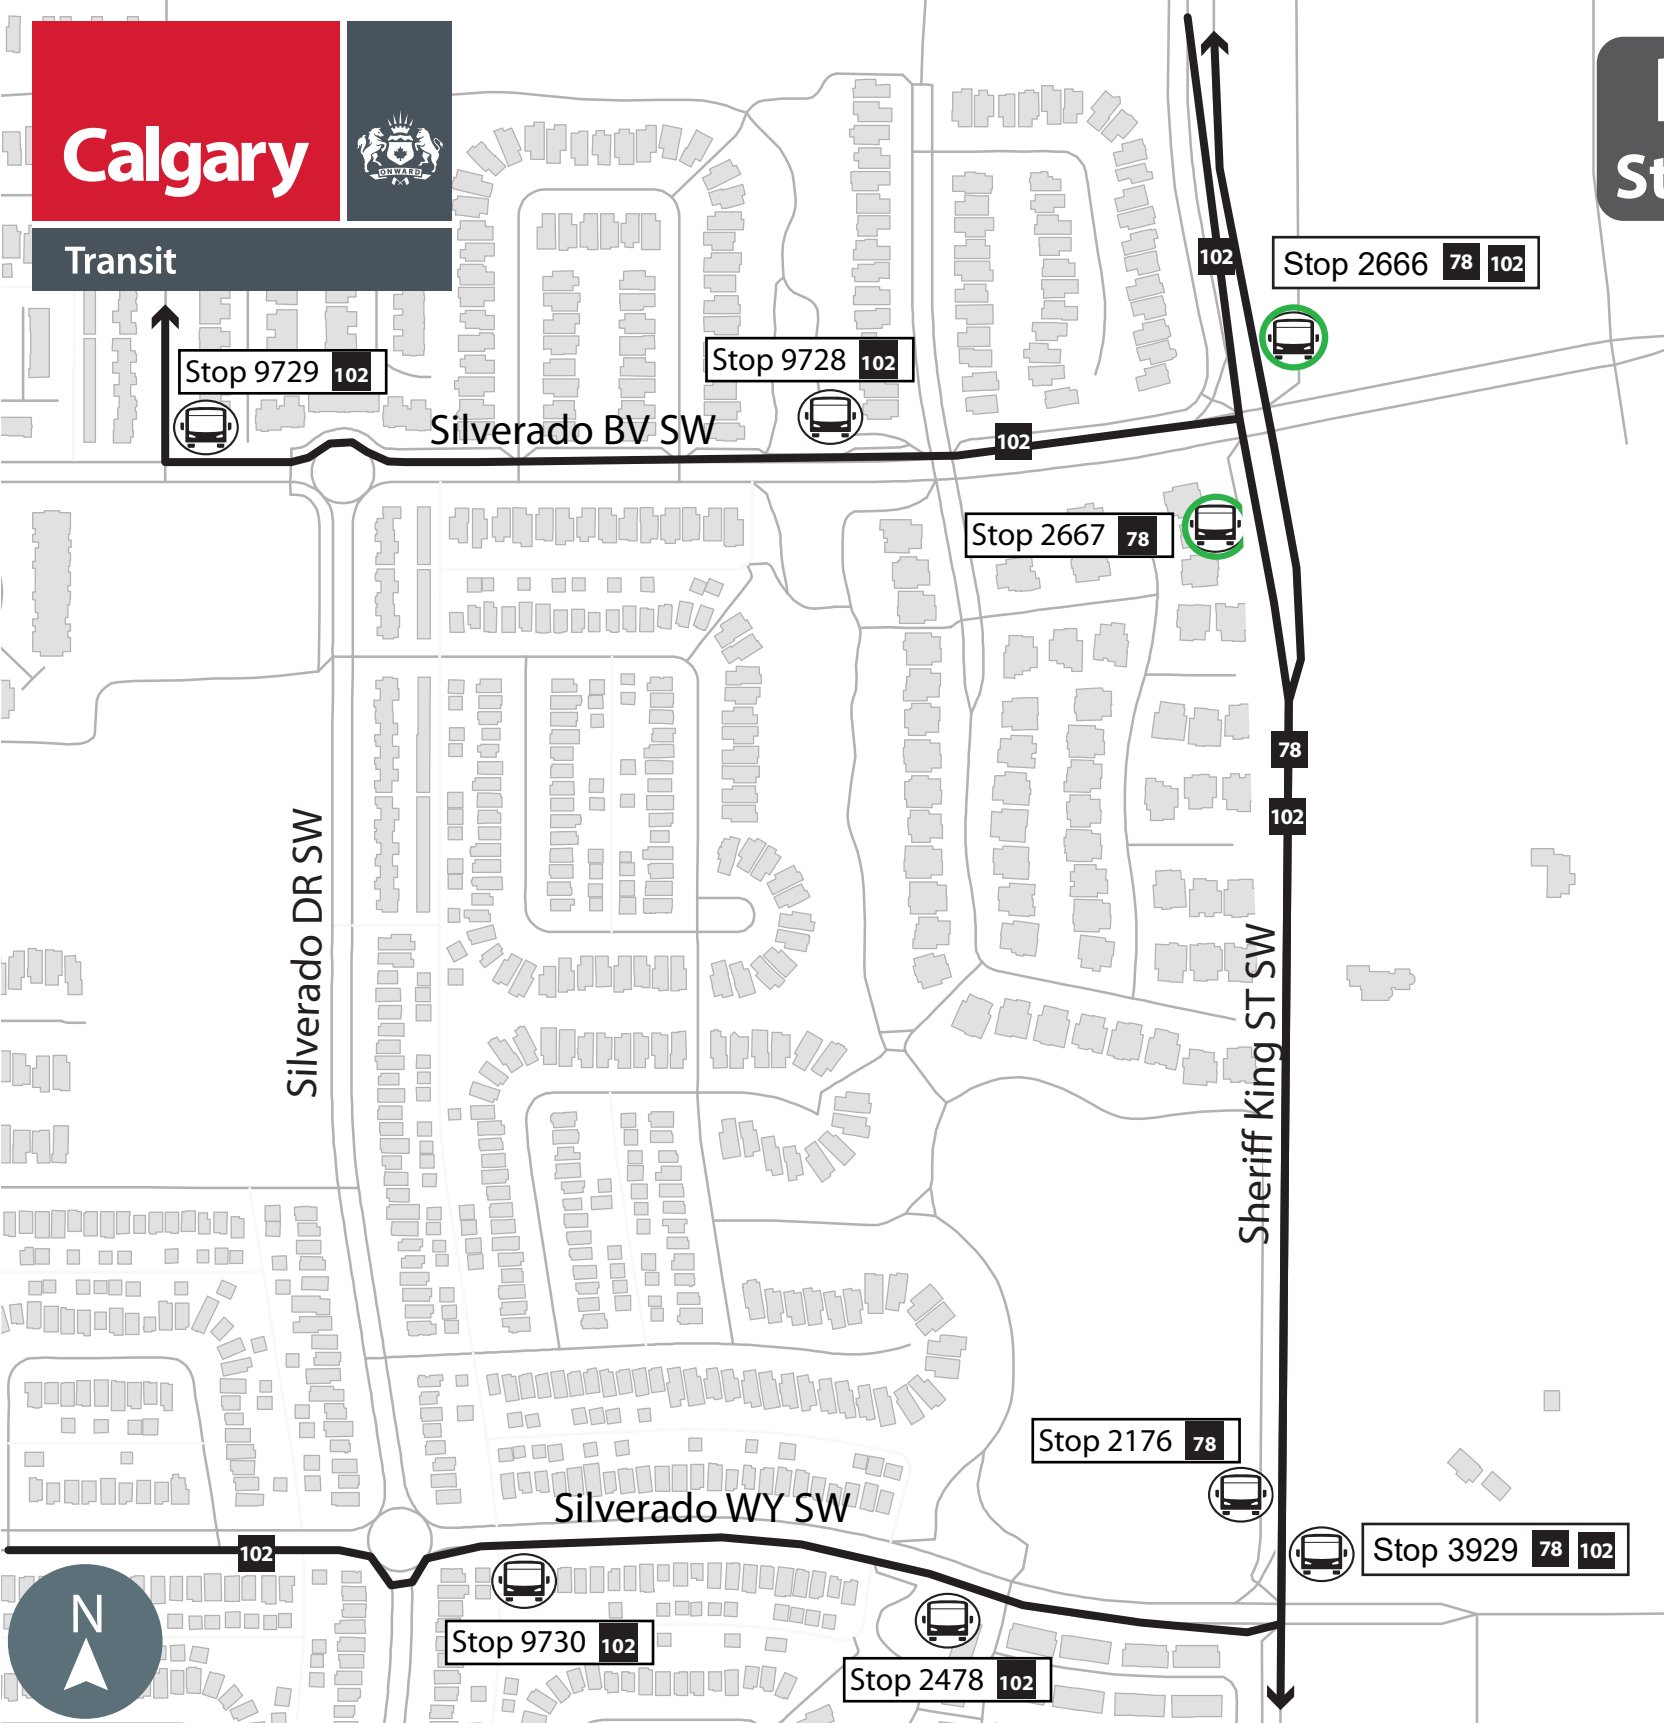 Calgary
ONWARD
Transit
St
102
Stop 2666 78 102
Stop 9729 102
Stop 9728 102
Silverado BV SW
102
Stop 2667 78
78
102
Silverado DR SW
Sheriff King ST SW
Stop 2176 78
Silverado WY SW
102
Stop 3929 78 102
N
Stop 9730 102
Stop 2478 102